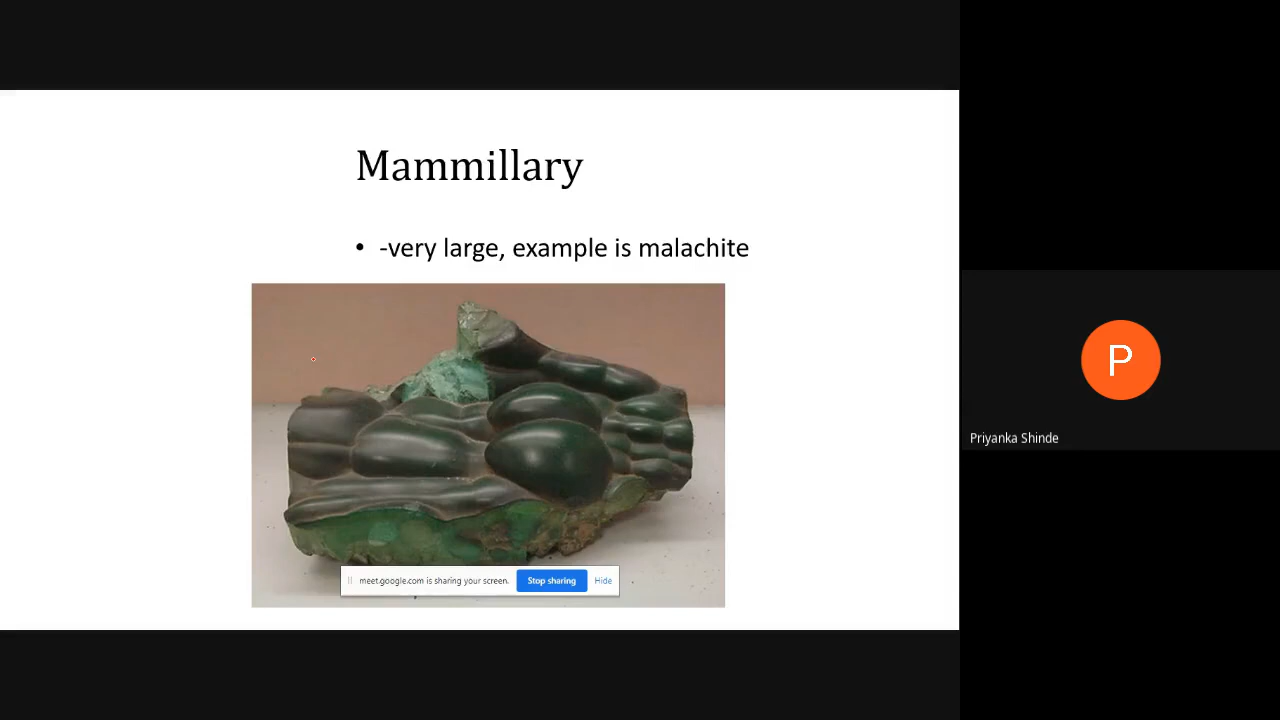 Mammillary
• -very large, example is malachite
meet.google.com is sharing your screen. Stop sharing Hide
P
Priyanka Shinde